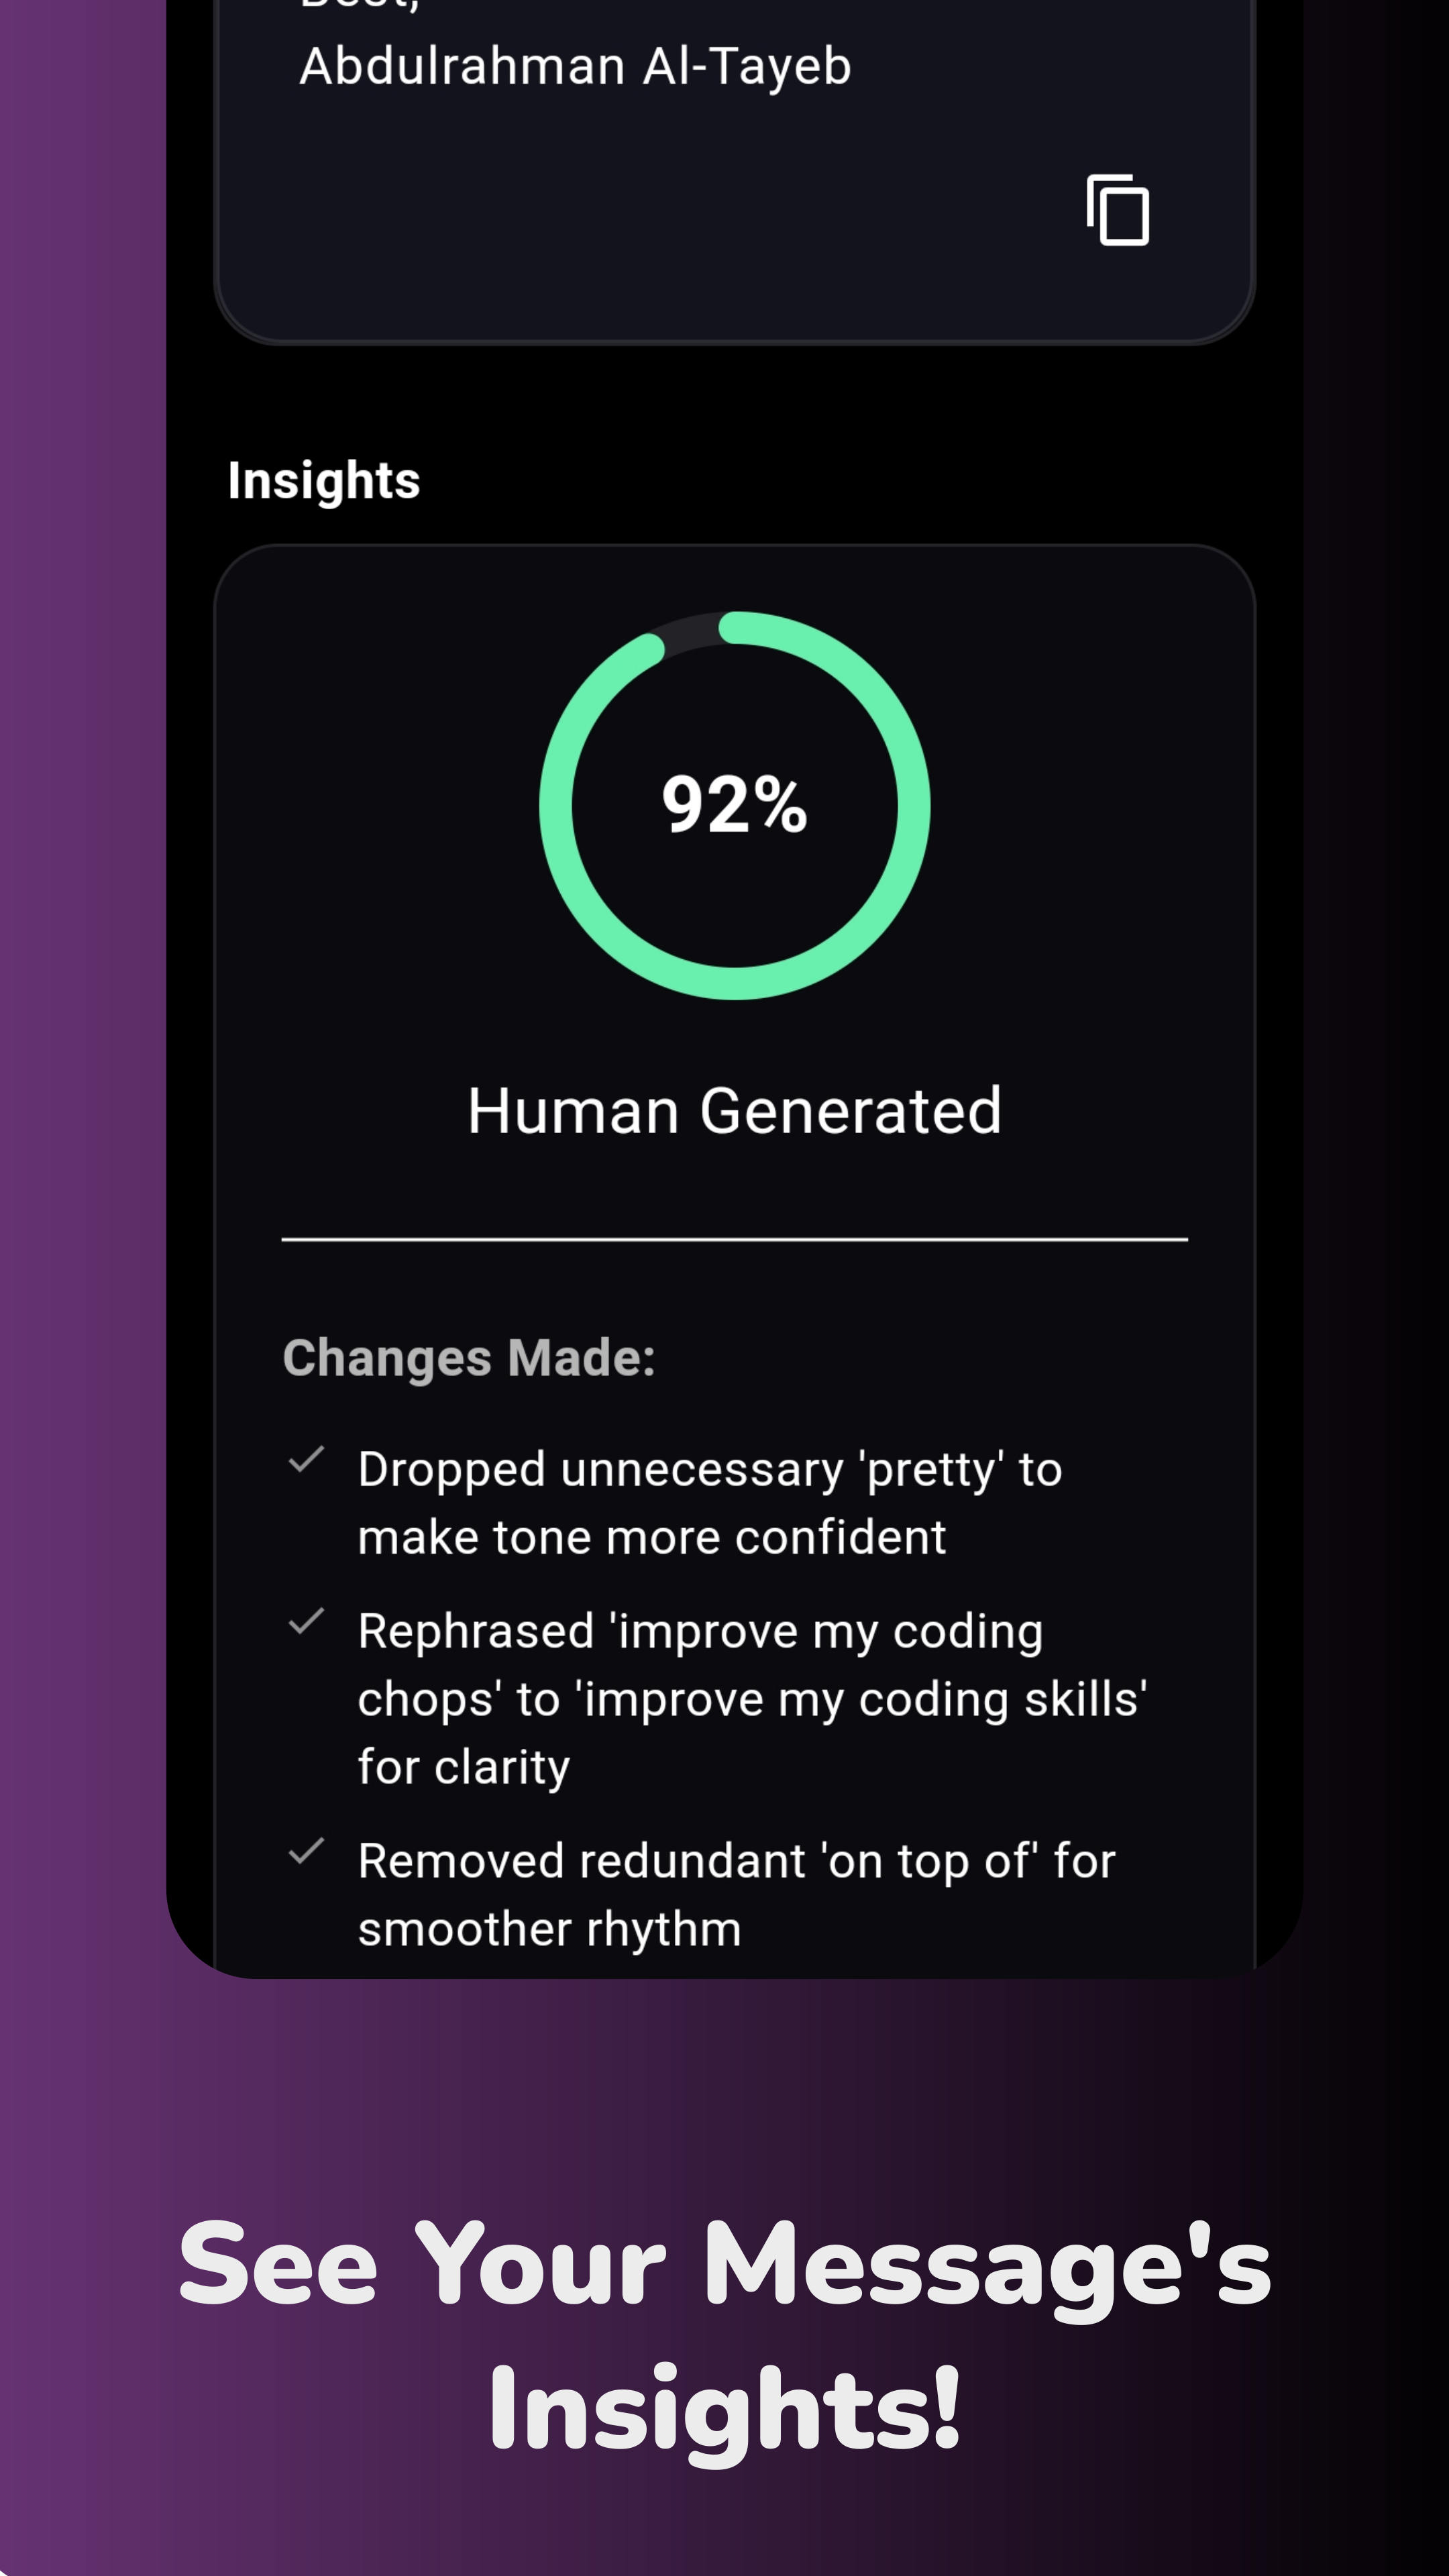 Best,
Abdulrahman Al-Tayeb
Insights
92%
Human Generated
Changes Made:
Dropped unnecessary 'pretty' to
make tone more confident
Rephrased 'improve my coding
chops' to 'improve my coding skills'
for clarity
Removed redundant 'on top of' for
smoother rhythm
See Your Message's
Insights!